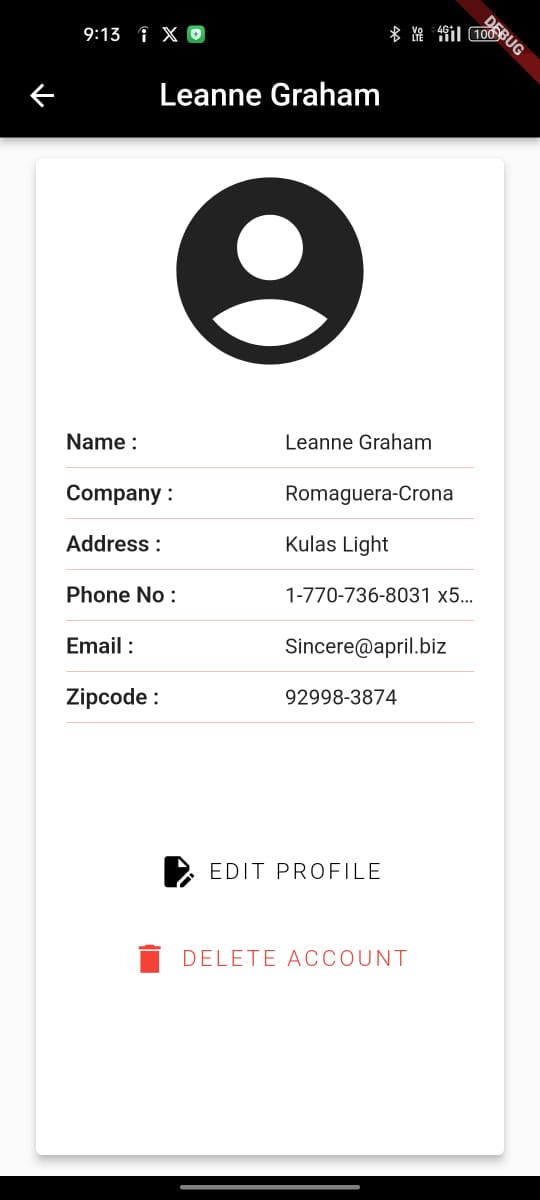 9:13
Vo LTE
4G+
100
DEBUG
Leanne Graham
Name : Leanne Graham
Company : Romaguera-Crona
Address : Kulas Light
Phone No : 1-770-736-8031 x5…
Email : Sincere@april.biz
Zipcode : 92998-3874
EDIT PROFILE
DELETE ACCOUNT